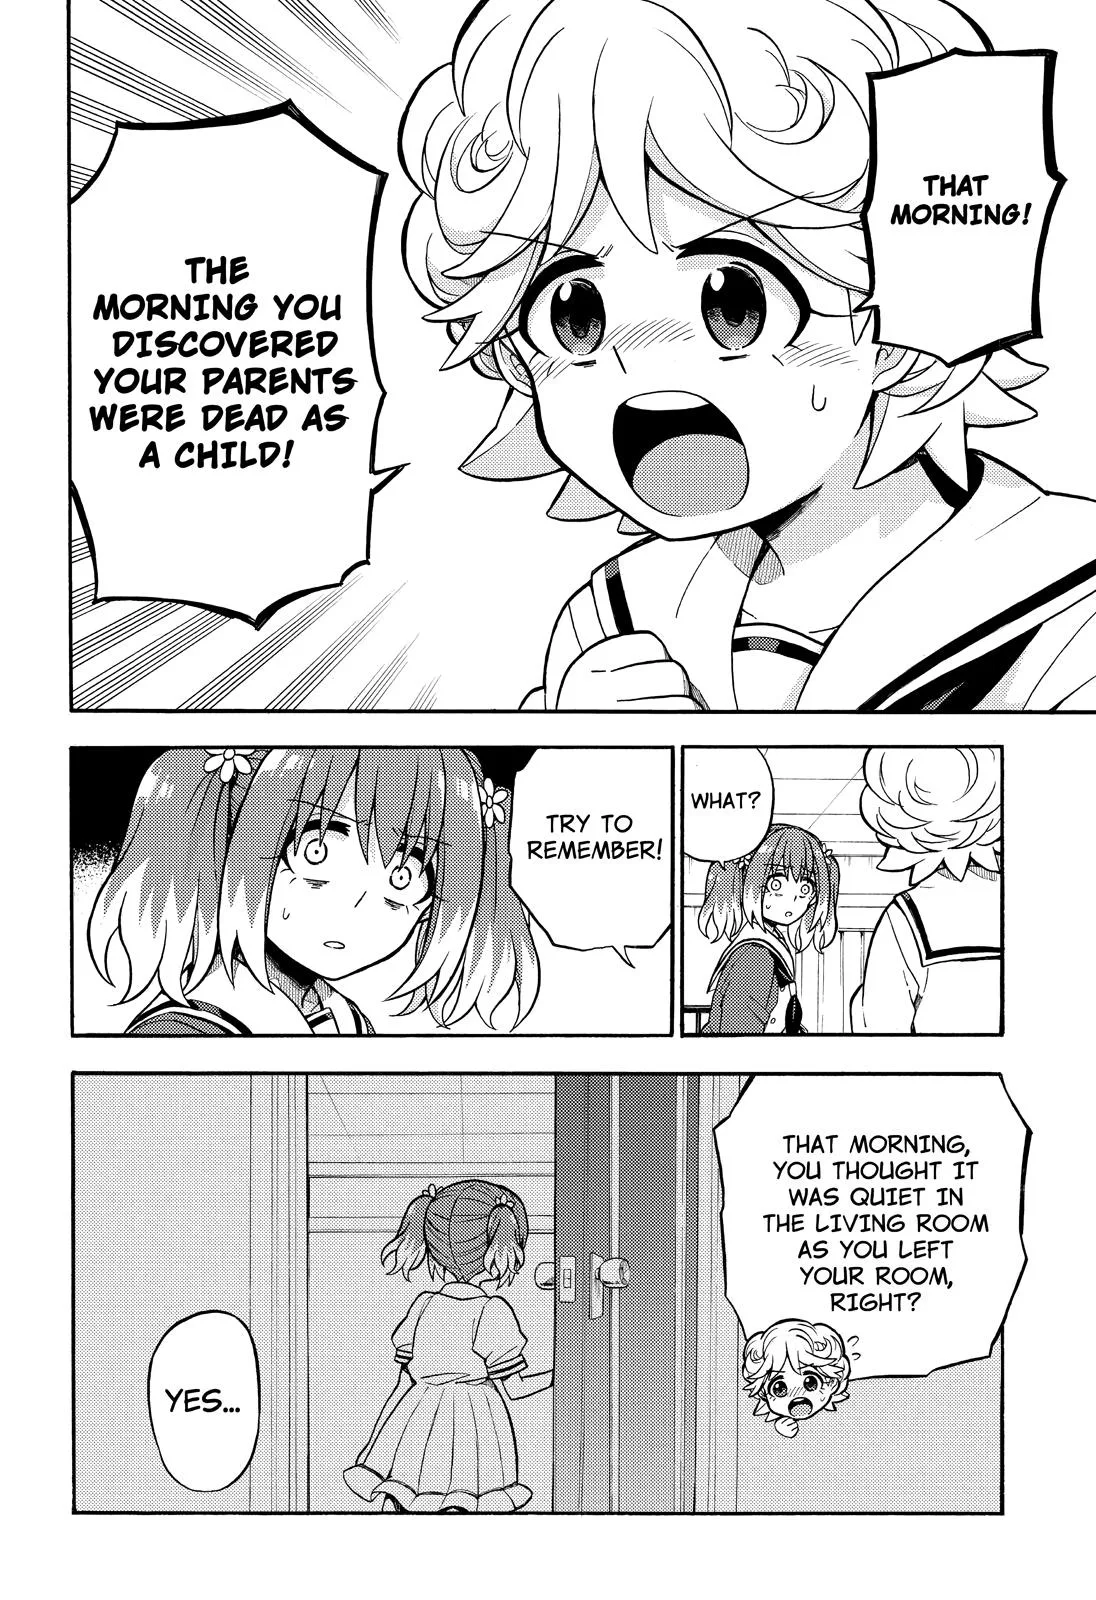 THAT
MORNING!
THE
MORNING YOU
DISCOVERED
YOUR PARENTS
WERE DEAD AS
A CHILD!
WHAT?
TRY TO
REMEMBER!
THAT MORNING,
YOU THOUGHT IT
WAS QUIET IN
THE LIVING ROOM
AS YOU LEFT
YOUR ROOM,
RIGHT?
YES...